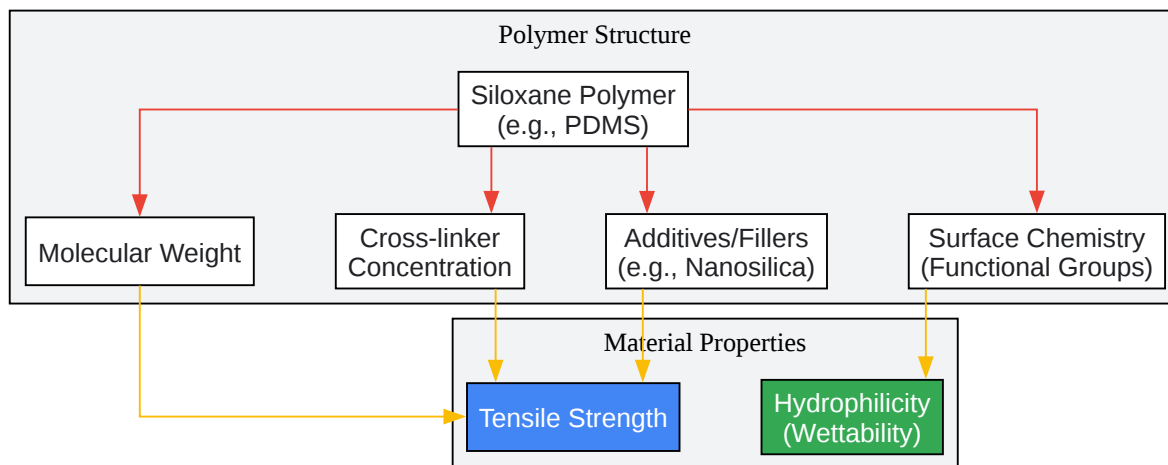 Polymer Structure
Siloxane Polymer
(e.g., PDMS)
Molecular Weight
Cross-linker
Concentration
Additives/Fillers
(e.g., Nanosilica)
Surface Chemistry
(Functional Groups)
Material Properties
Tensile Strength
Hydrophilicity
(Wettability)